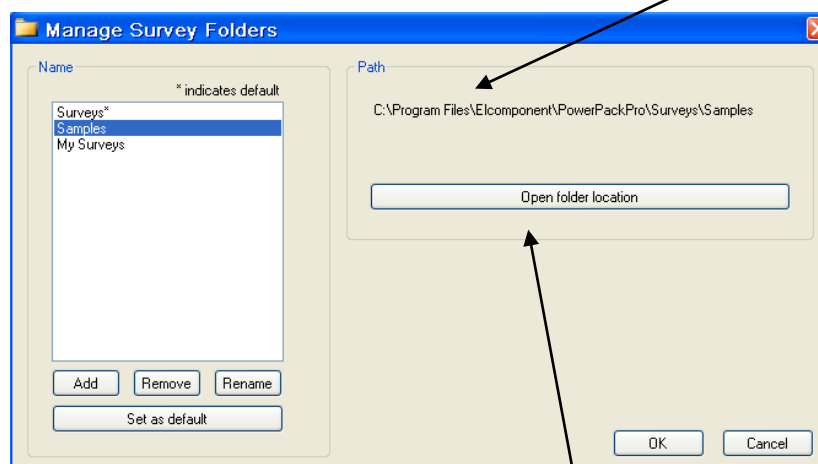 Manage Survey Folders
Name
* indicates default
Surveys*
Samples
My Surveys
Add
Remove
Rename
Set as default
Path
C:\Program Files\Elcomponent\PowerPackPro\Surveys\Samples
Open folder location
OK
Cancel